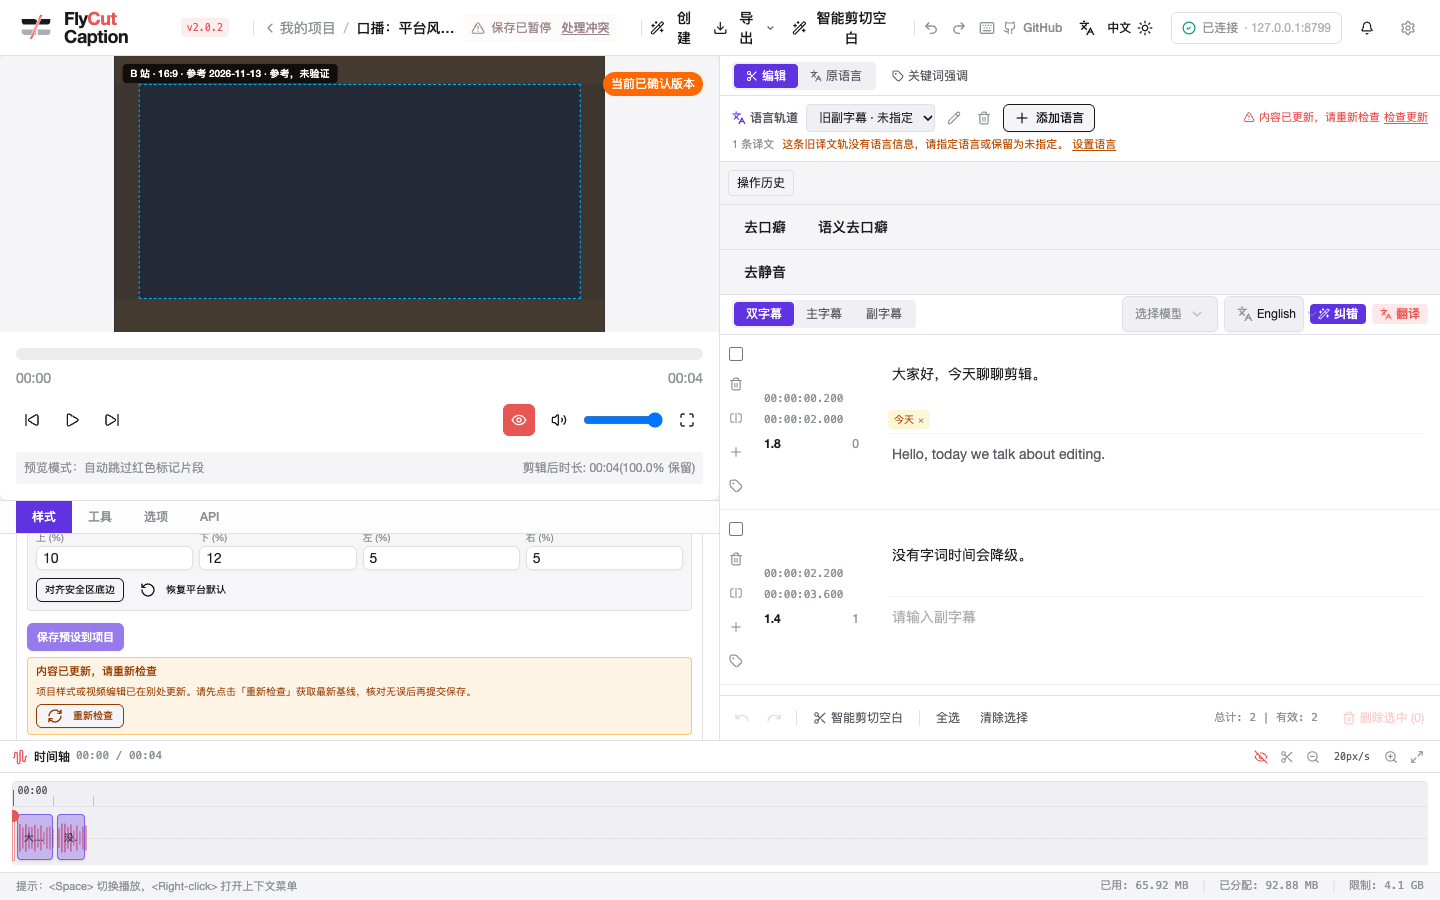 FlyCut
Caption
v2.0.2
我的项目 / 口播：平台风...
保存已暂停 处理冲突
创建
导出
智能剪切空白
GitHub
中文
已连接 · 127.0.0.1:8799
B 站 · 16:9 · 参考 2026-11-13 · 参考，未验证
当前已确认版本
00:00
00:04
预览模式：自动跳过红色标记片段
剪辑后时长: 00:04(100.0% 保留)
样式 工具 选项 API
上 (%) 下 (%) 左 (%) 右 (%)
10 12 5 5
对齐安全区底边 恢复平台默认
保存预设到项目
内容已更新，请重新检查
项目样式或视频编辑已在别处更新。请先点击「重新检查」获取最新基线，核对无误后再提交保存。
重新检查
编辑 原语言 关键词强调
语言轨道 旧副字幕 · 未指定 添加语言
内容已更新，请重新检查 检查更新
1 条译文 这条旧译文轨没有语言信息，请指定语言或保留为未指定。 设置语言
操作历史
去口癖 语义去口癖
去静音
双字幕 主字幕 副字幕
选择模型 English 纠错 翻译
大家好，今天聊聊剪辑。
00:00:00.200
00:00:02.000
今天 ×
1.8 0
Hello, today we talk about editing.
没有字词时间会降级。
00:00:02.200
00:00:03.600
1.4 1
请输入副字幕
智能剪切空白 全选 清除选择
总计: 2 | 有效: 2 删除选中 (0)
时间轴 00:00 / 00:04
20px/s
00:00
大... 没...
提示：<Space> 切换播放，<Right-click> 打开上下文菜单
已用: 65.92 MB 已分配: 92.88 MB 限制: 4.1 GB